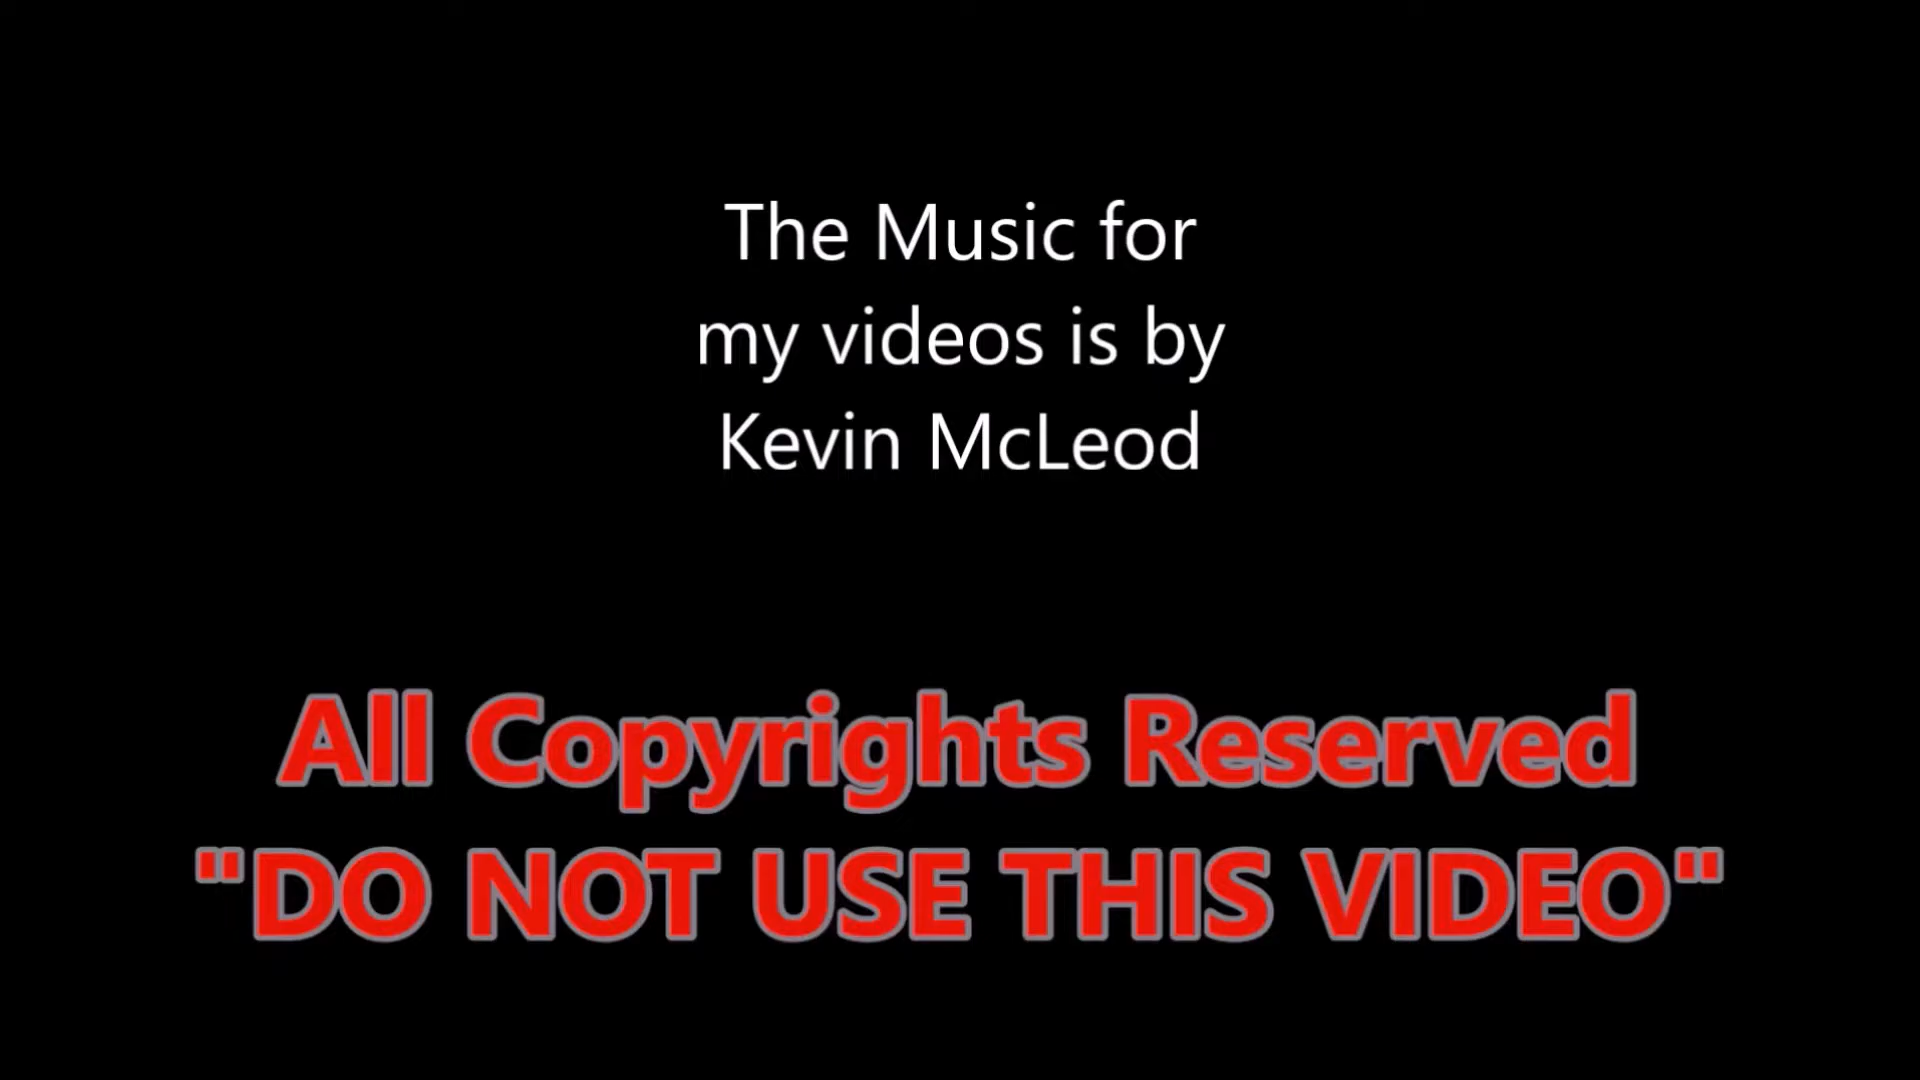 The Music for
my videos is by
Kevin McLeod
All Copyrights Reserved
"DO NOT USE THIS VIDEO"